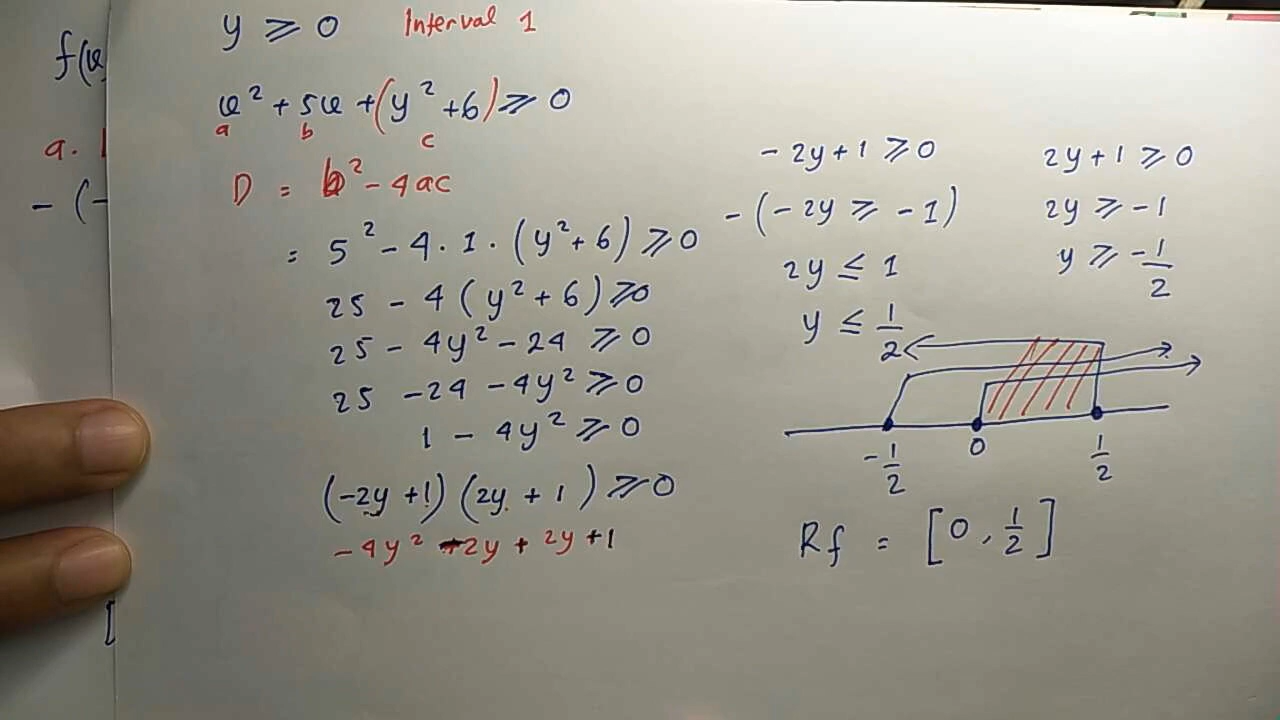 f(x
a. 1
- (-
[
y ≥ 0 Interval 1
x² + 5x + (y² + 6) ≥ 0
a b c
D = b² - 4ac
= 5² - 4 . 1 . (y² + 6) ≥ 0
25 - 4 (y² + 6) ≥ 0
25 - 4y² - 24 ≥ 0
25 - 24 - 4y² ≥ 0
1 - 4y² ≥ 0
(-2y + 1) (2y + 1) ≥ 0
- 4y² - 2y + 2y + 1
- 2y + 1 ≥ 0
- (- 2y ≥ - 1)
2y ≤ 1
y ≤ 1/2
2y + 1 ≥ 0
2y ≥ - 1
y ≥ - 1/2
- 1/2 0 1/2
Rf = [0, 1/2]